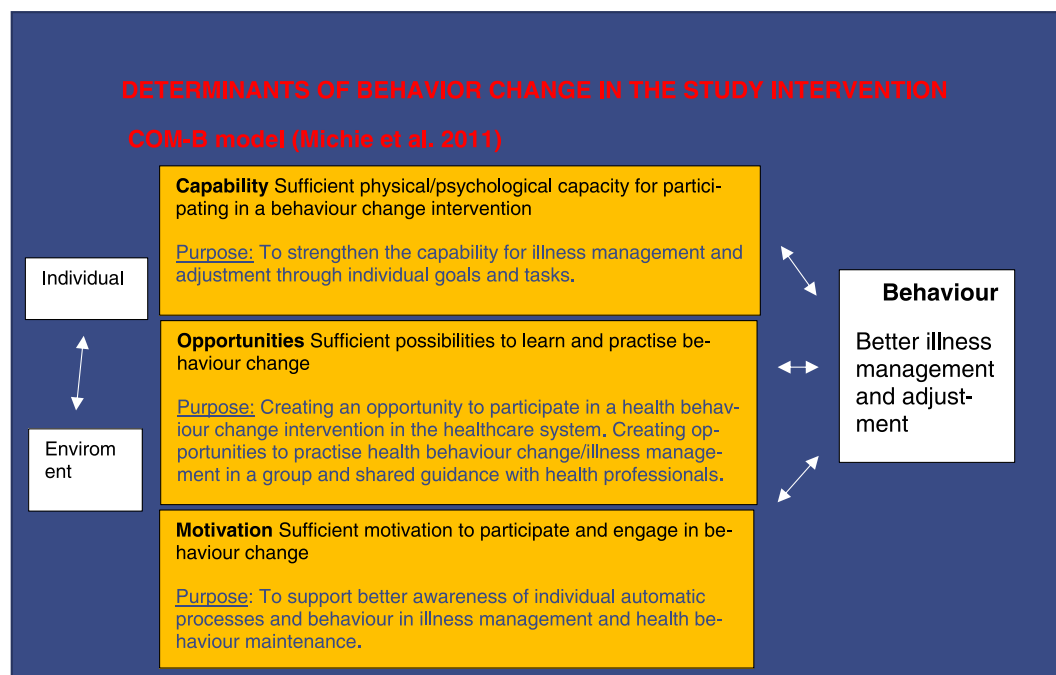 DETERMINANTS OF BEHAVIOR CHANGE IN THE STUDY INTERVENTION
COM-B model (Michie et al. 2011)
Capability Sufficient physical/psychological capacity for partici-
pating in a behaviour change intervention
Purpose: To strengthen the capability for illness management and
adjustment through individual goals and tasks.
Individual
Opportunities Sufficient possibilities to learn and practise be-
haviour change
Purpose: Creating an opportunity to participate in a health behav-
iour change intervention in the healthcare system. Creating op-
portunities to practise health behaviour change/illness manage-
ment in a group and shared guidance with health professionals.
Envirom
ent
Motivation Sufficient motivation to participate and engage in be-
haviour change
Purpose: To support better awareness of individual automatic
processes and behaviour in illness management and health be-
haviour maintenance.
Behaviour
Better illness
management
and adjust-
ment